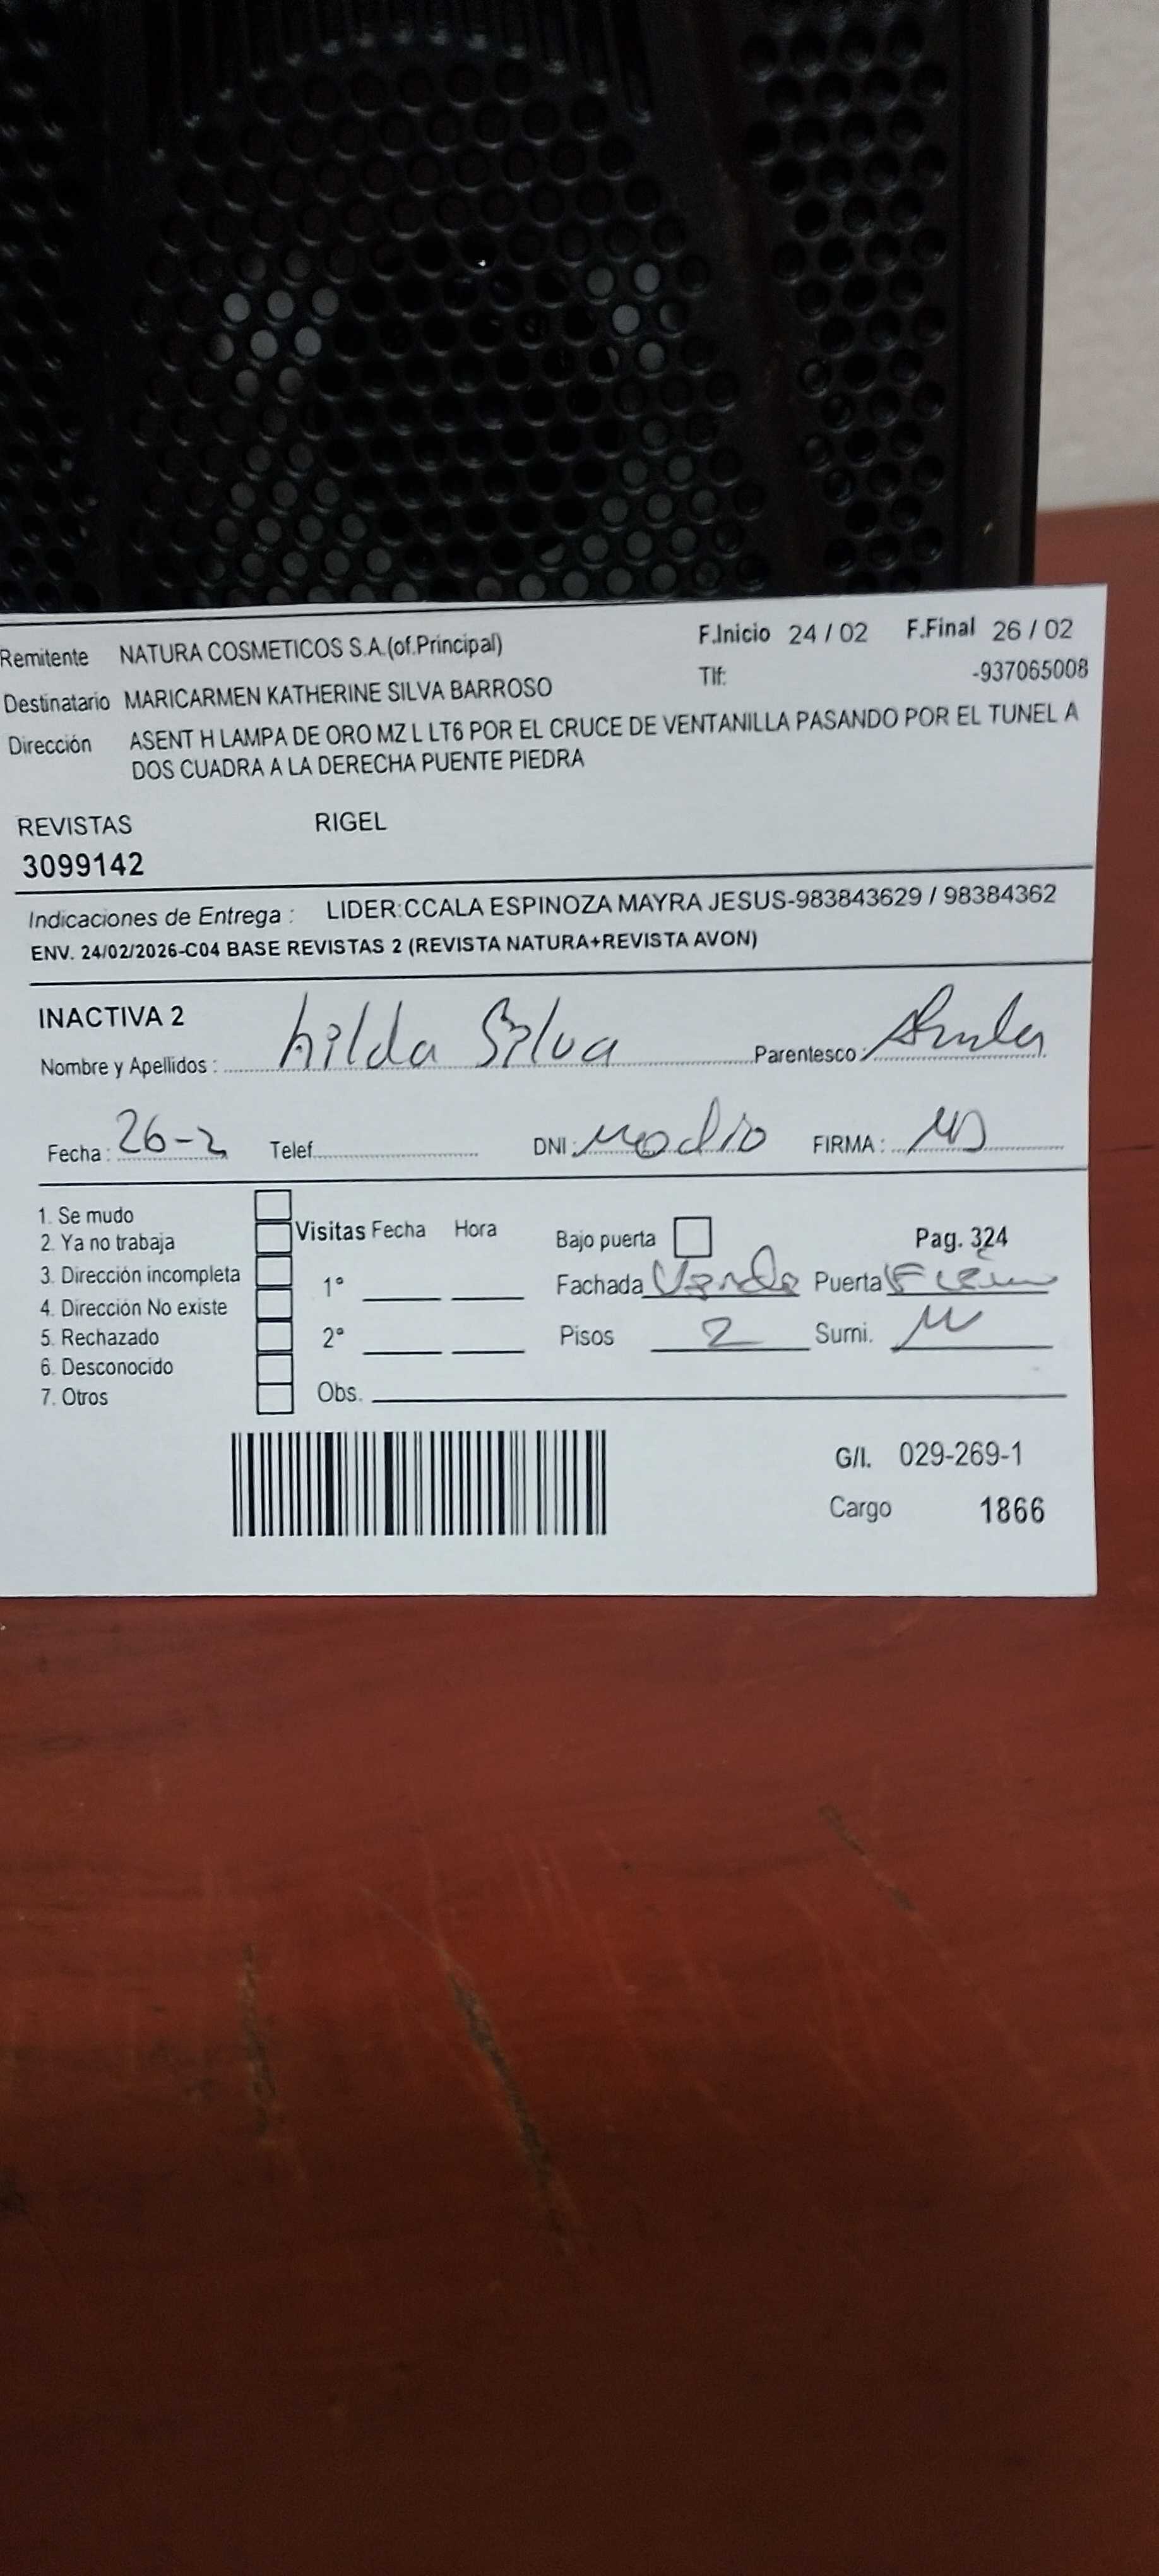 Remitente NATURA COSMETICOS S.A.(of.Principal) F.Inicio 24 / 02 F.Final 26 / 02
Tlf: -937065008
Destinatario MARICARMEN KATHERINE SILVA BARROSO
Dirección ASENT H LAMPA DE ORO MZ L LT6 POR EL CRUCE DE VENTANILLA PASANDO POR EL TUNEL A
DOS CUADRA A LA DERECHA PUENTE PIEDRA
REVISTAS RIGEL
3099142
Indicaciones de Entrega : LIDER:CCALA ESPINOZA MAYRA JESUS-983843629 / 98384362
ENV. 24/02/2026-C04 BASE REVISTAS 2 (REVISTA NATURA+REVISTA AVON)
INACTIVA 2
Nombre y Apellidos : hilda Silva Parentesco :
Fecha : 26-2 Telef. DNI : FIRMA :
1. Se mudo
2. Ya no trabaja
3. Dirección incompleta
4. Dirección No existe
5. Rechazado
6. Desconocido
7. Otros
Visitas Fecha Hora
1°
2°
Obs.
Bajo puerta Pag. 324
Fachada Puerta
Pisos 2 Sumi.
G/I. 029-269-1
Cargo 1866